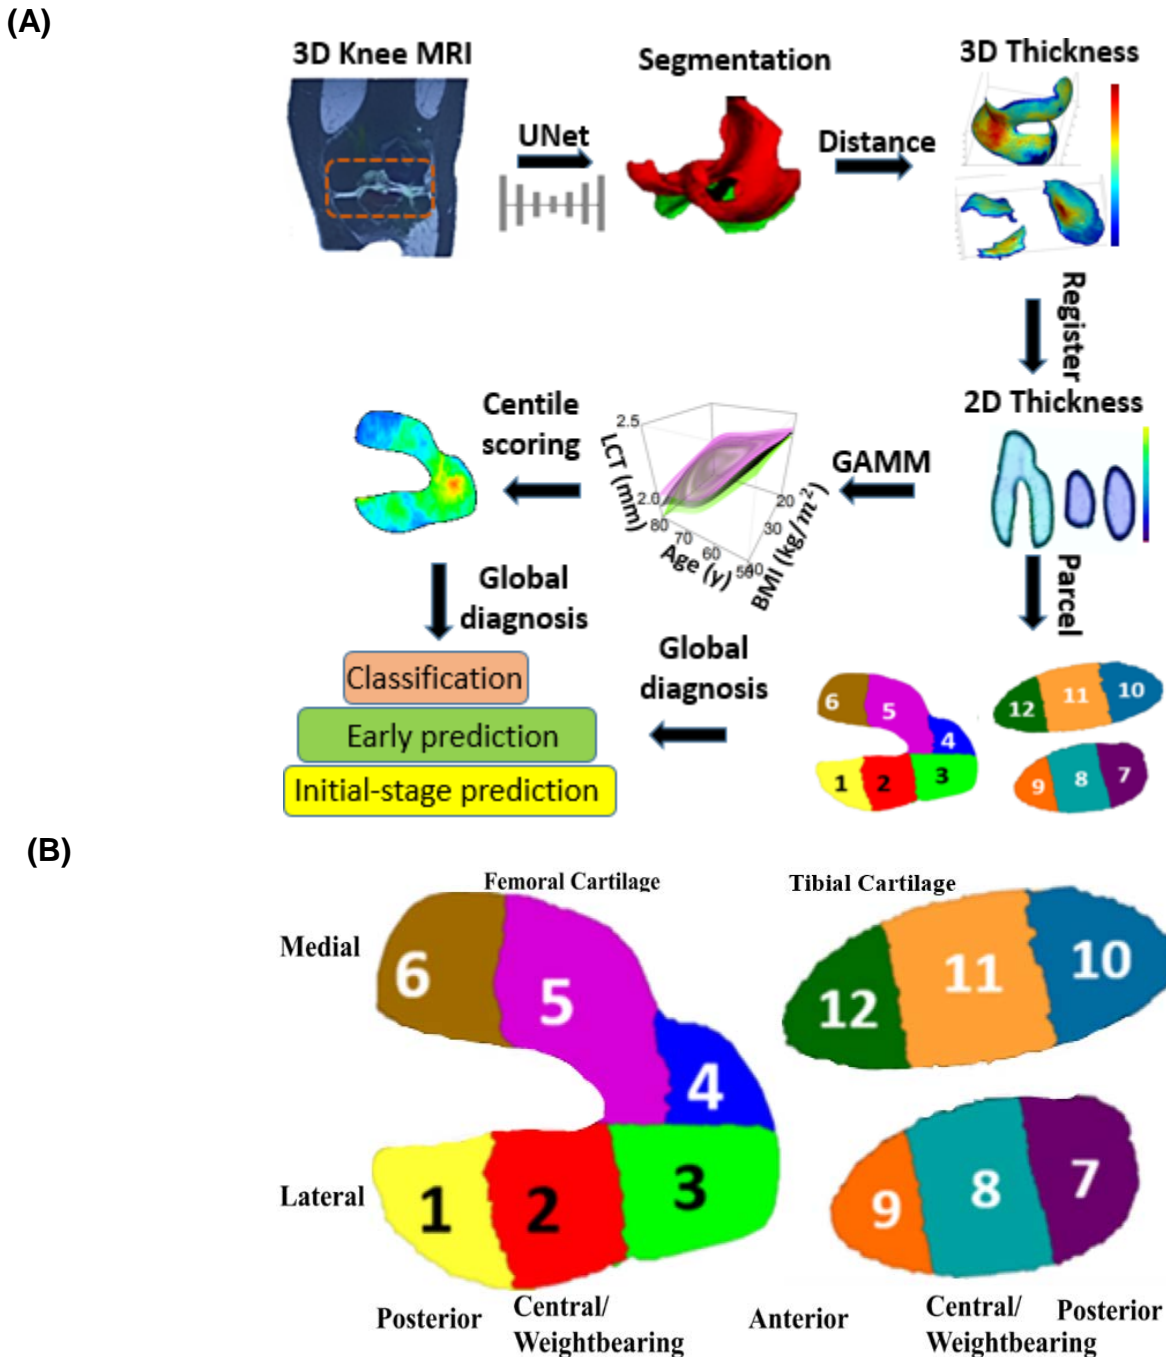 (A)
3D Knee MRI
Segmentation
3D Thickness
UNet
Distance
Register
2D Thickness
Centile
scoring
GAMM
2.5
LCT (mm)
2.0
80
70
60
50
Age (y)
20
30
40
BMI (kg/m²)
Parcel
Global
diagnosis
Global
diagnosis
Classification
Early prediction
Initial-stage prediction
6
5
4
1
2
3
12
11
10
9
8
7
(B)
Femoral Cartilage
Tibial Cartilage
Medial
6
5
4
12
11
10
Lateral
1
2
3
9
8
7
Posterior
Central/
Weightbearing
Anterior
Central/
Weightbearing
Posterior